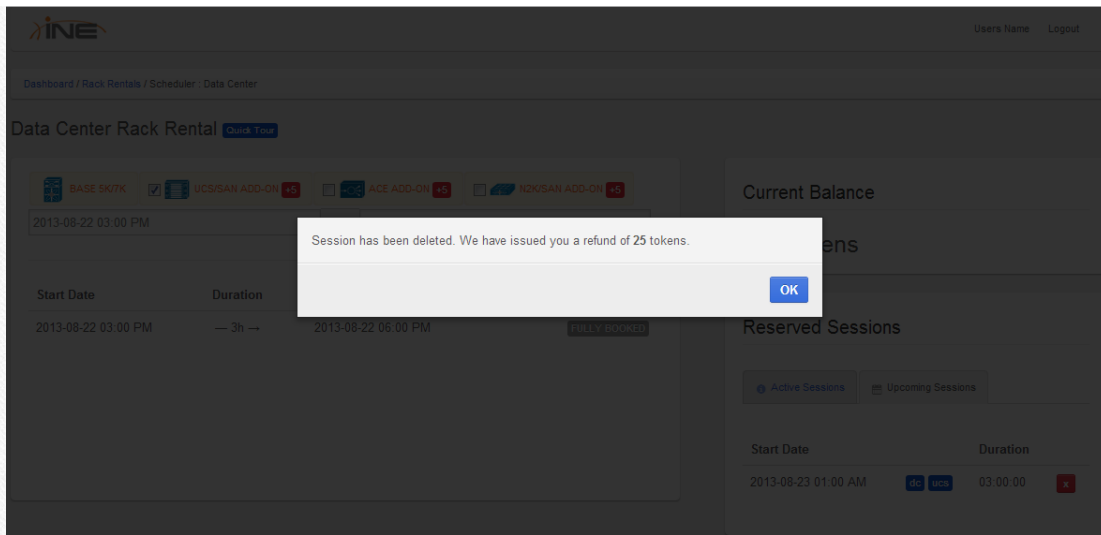 iNE
Users Name Logout
Dashboard / Rack Rentals / Scheduler : Data Center
Data Center Rack Rental Quick Tour
BASE 5K/7K UCS/SAN ADD-ON +5 ACE ADD-ON +5 N2K/SAN ADD-ON +5
2013-08-22 03:00 PM
Current Balance
Session has been deleted. We have issued you a refund of 25 tokens.
ens
OK
Start Date Duration
2013-08-22 03:00 PM — 3h → 2013-08-22 06:00 PM FULLY BOOKED
Reserved Sessions
Active Sessions Upcoming Sessions
Start Date Duration
2013-08-23 01:00 AM dc ucs 03:00:00 x